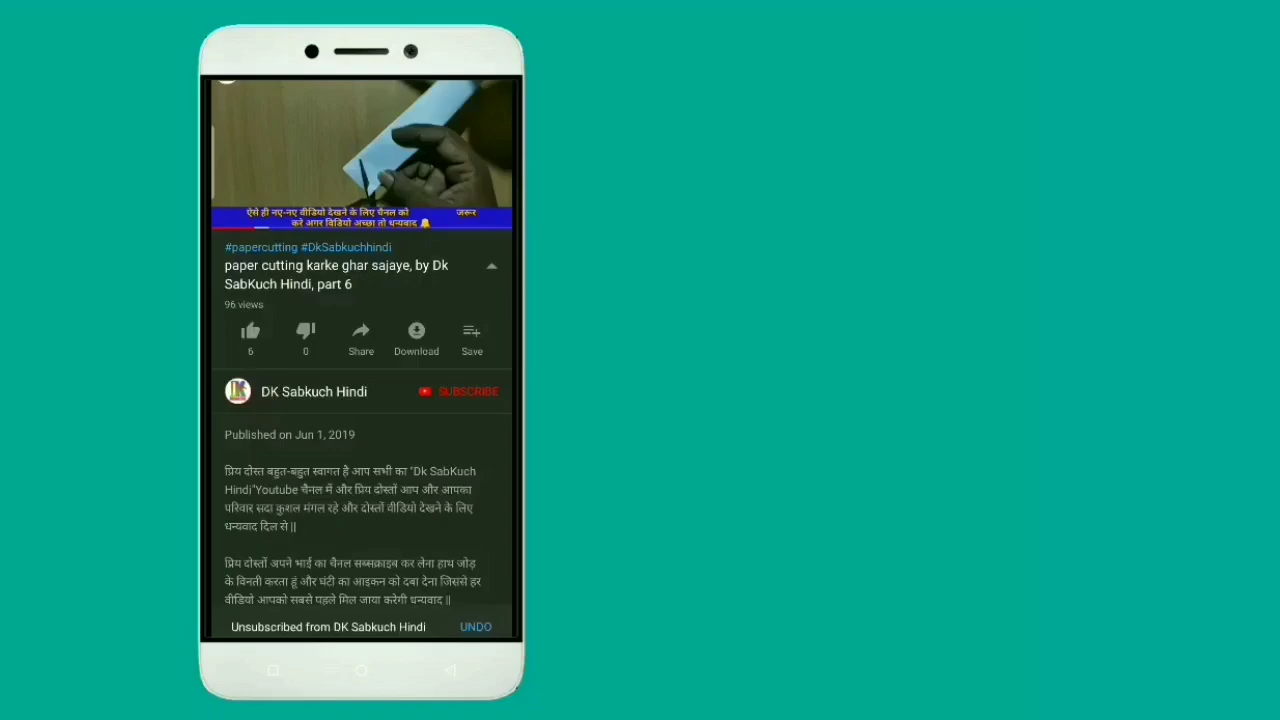 ऐसे ही नए-नए वीडियो देखने के लिए चैनल को जरूर
करे अगर विडियो अच्छा तो धन्यवाद
#papercutting #DkSabkuchhindi
paper cutting karke ghar sajaye, by Dk
SabKuch Hindi, part 6
96 views
6 0 Share Download Save
DK Sabkuch Hindi SUBSCRIBE
Published on Jun 1, 2019
प्रिय दोस्त बहुत-बहुत स्वागत है आप सभी का "Dk SabKuch
Hindi"Youtube चैनल में और प्रिय दोस्तों आप और आपका
परिवार सदा कुशल मंगल रहे और दोस्तों वीडियो देखने के लिए
धन्यवाद दिल से ||
प्रिय दोस्तों अपने भाई का चैनल सब्सक्राइब कर लेना हाथ जोड़
के विनती करता हूं और घंटी का आइकन को दबा देना जिससे हर
वीडियो आपको सबसे पहले मिल जाया करेगी धन्यवाद ||
Unsubscribed from DK Sabkuch Hindi UNDO